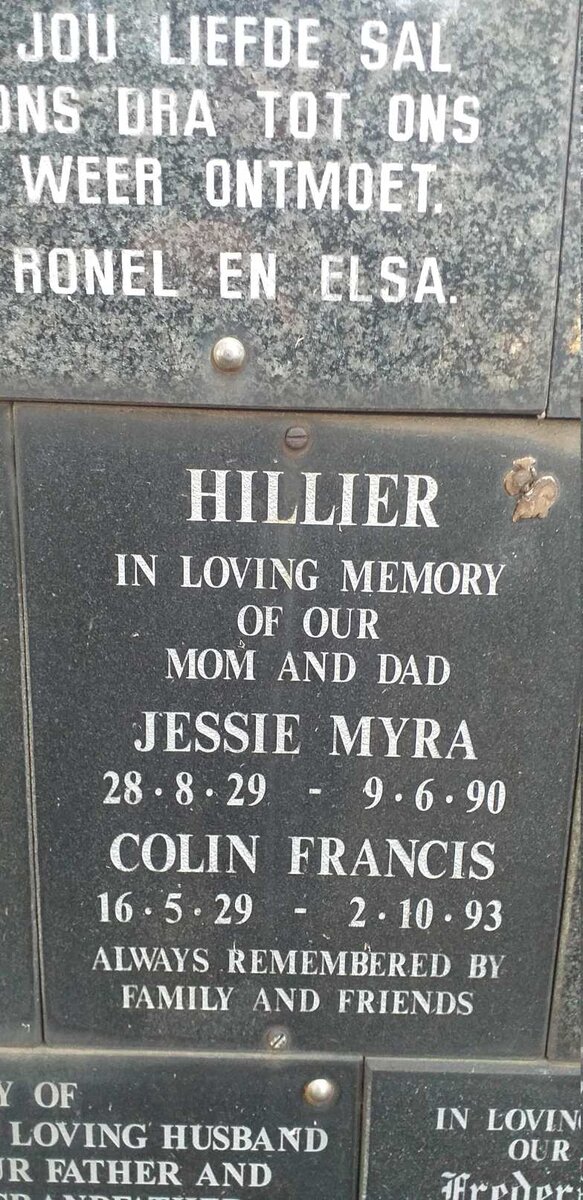 JOU LIEFDE SAL
ONS DRA TOT ONS
WEER ONTMOET.
RONEL EN ELSA.
HILLIER
IN LOVING MEMORY
OF OUR
MOM AND DAD
JESSIE MYRA
28·8·29 - 9·6·90
COLIN FRANCIS
16·5·29 - 2·10·93
ALWAYS REMEMBERED BY
FAMILY AND FRIENDS
OF
LOVING HUSBAND
FATHER AND
IN
OUR